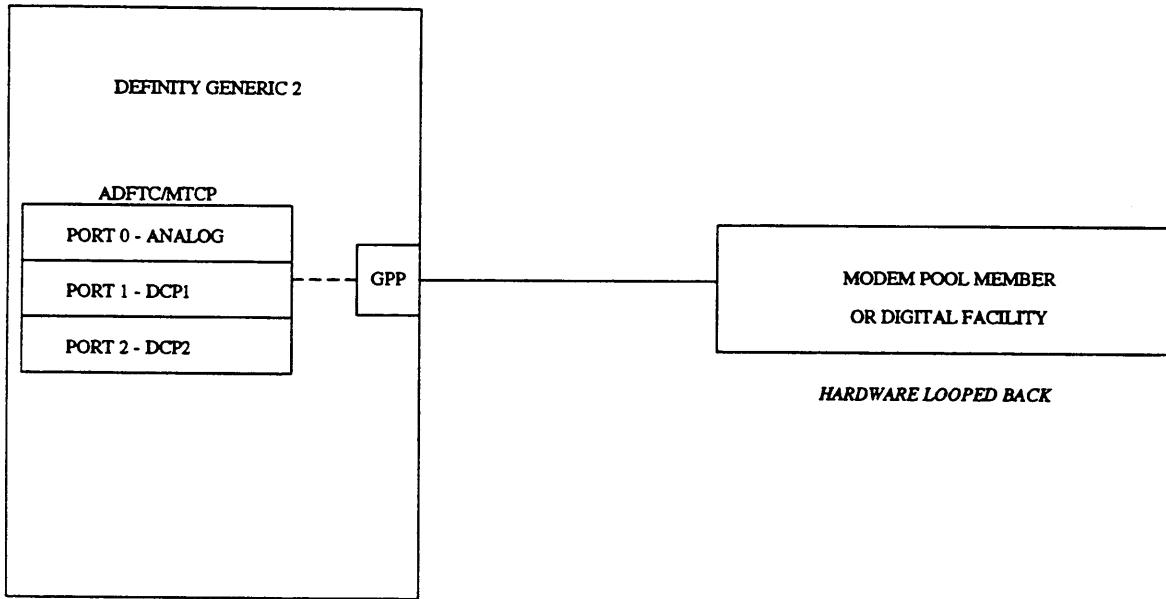 DEFINITY GENERIC 2
ADFTC/MTCP
PORT 0 - ANALOG
PORT 1 - DCP1
PORT 2 - DCP2
GPP
MODEM POOL MEMBER
OR DIGITAL FACILITY
HARDWARE LOOPED BACK